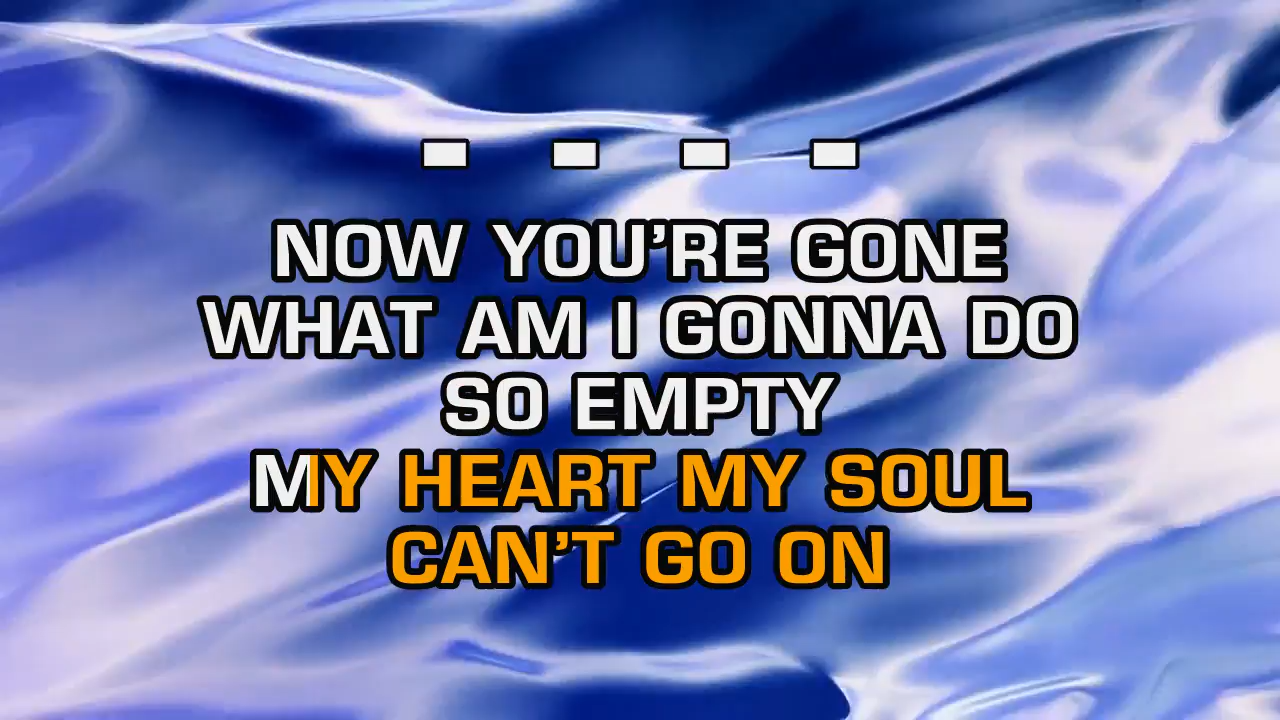 - - - -
NOW YOU'RE GONE
WHAT AM I GONNA DO
SO EMPTY
MY HEART MY SOUL
CAN'T GO ON